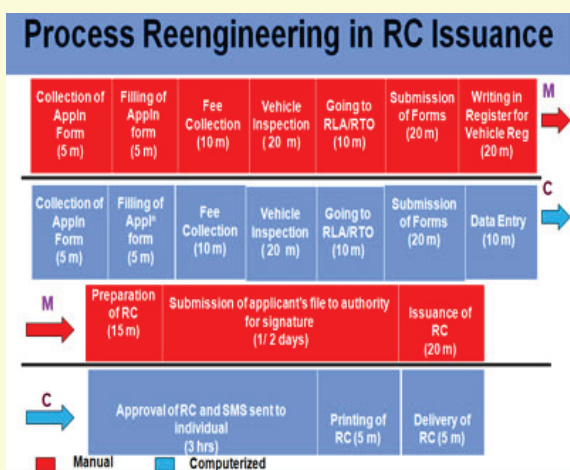 Process Reengineering in RC Issuance
Collection of
Appln
Form
(5 m)
Filling of
Appln
form
(5 m)
Fee
Collection
(10 m)
Vehicle
Inspection
(20 m)
Going to
RLA/RTO
(10 m)
Submission
of Forms
(20 m)
Writing in
Register for
Vehicle Reg
(20 m)
M
Collection of
Appln
Form
(5 m)
Filling of
Applⁿ
form
(5 m)
Fee
Collection
(10 m)
Vehicle
Inspection
(20 m)
Going to
RLA/RTO
(10 m)
Submission
of Forms
(20 m)
Data Entry
(10 m)
C
M
Preparation
of RC
(15 m)
Submission of applicant's file to authority
for signature
(1/ 2 days)
Issuance of
RC
(20 m)
C
Approval of RC and SMS sent to
individual
(3 hrs)
Printing of
RC (5 m)
Delivery of
RC (5 m)
Manual
Computerized